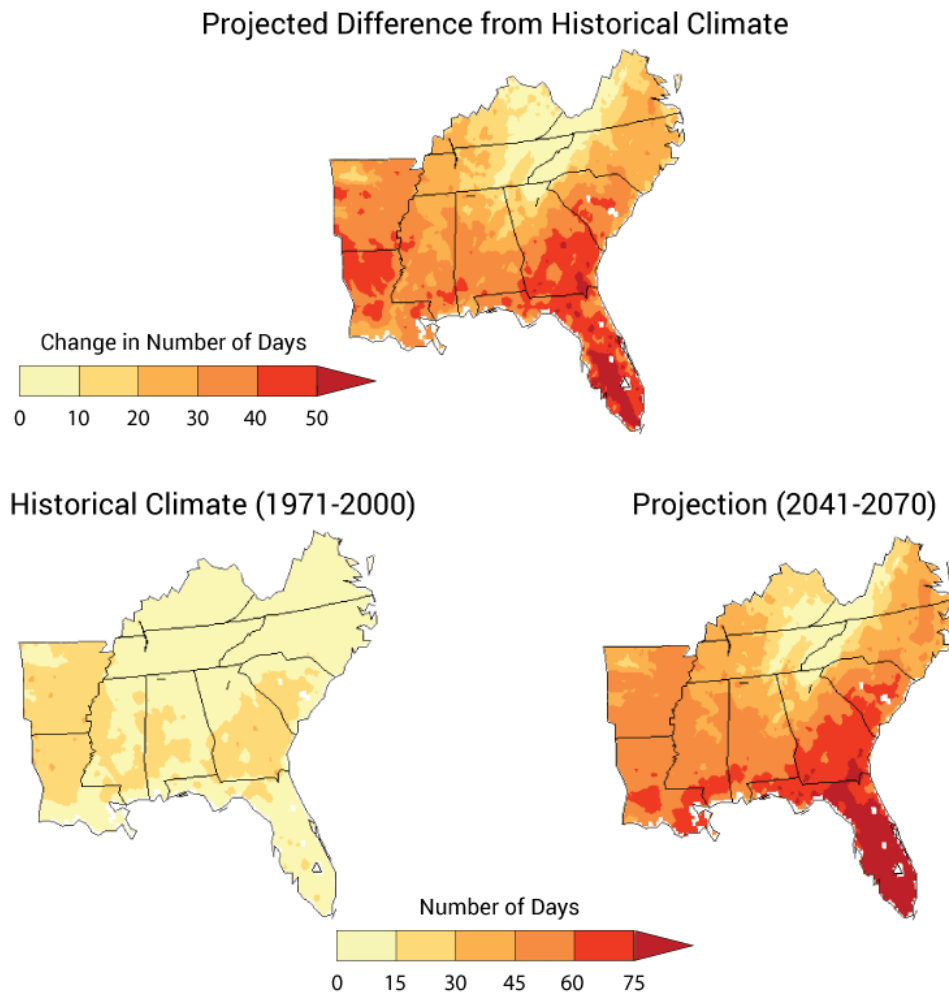 Projected Difference from Historical Climate
Change in Number of Days
0 10 20 30 40 50
Historical Climate (1971-2000)
Projection (2041-2070)
Number of Days
0 15 30 45 60 75